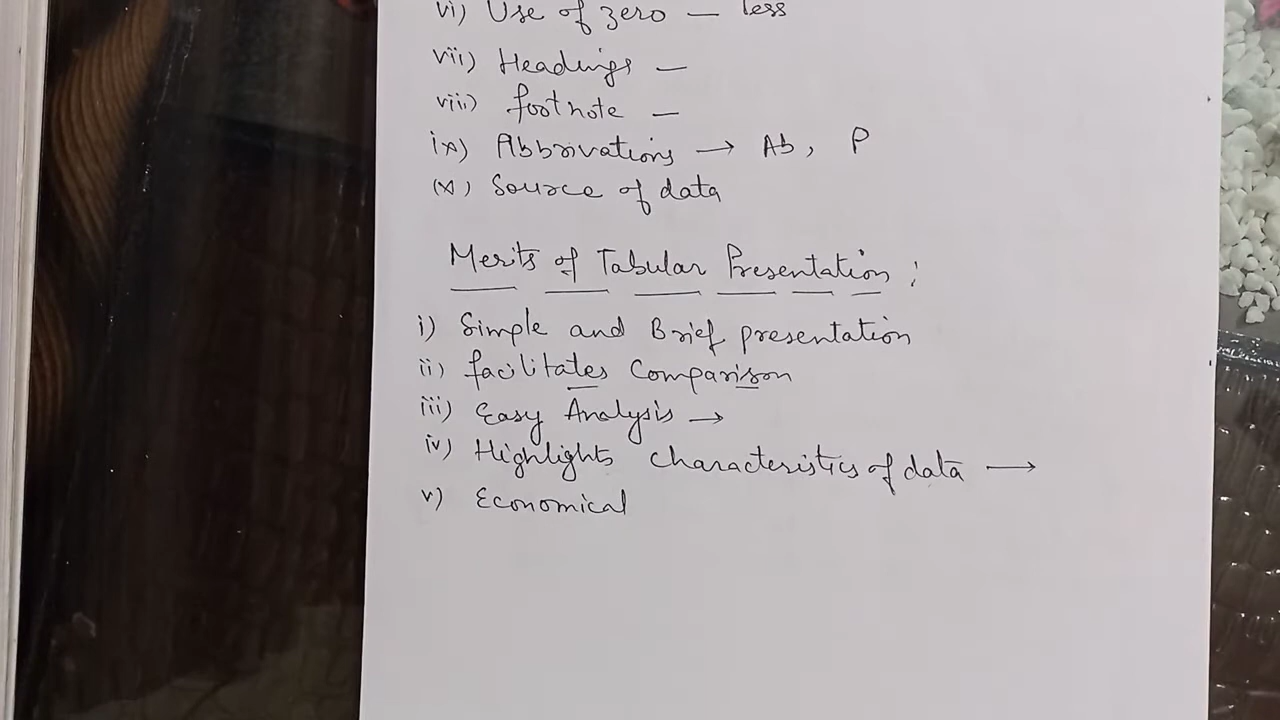 vi) Use of zero — less
vii) Headings —
viii) footnote —
ix) Abbrivations → Ab, P
(x) Source of data
Merits of Tabular Presentation :
i) Simple and Brief presentation
ii) facilitates Comparison
iii) Easy Analysis →
iv) Highlights characteristics of data →
v) Economical